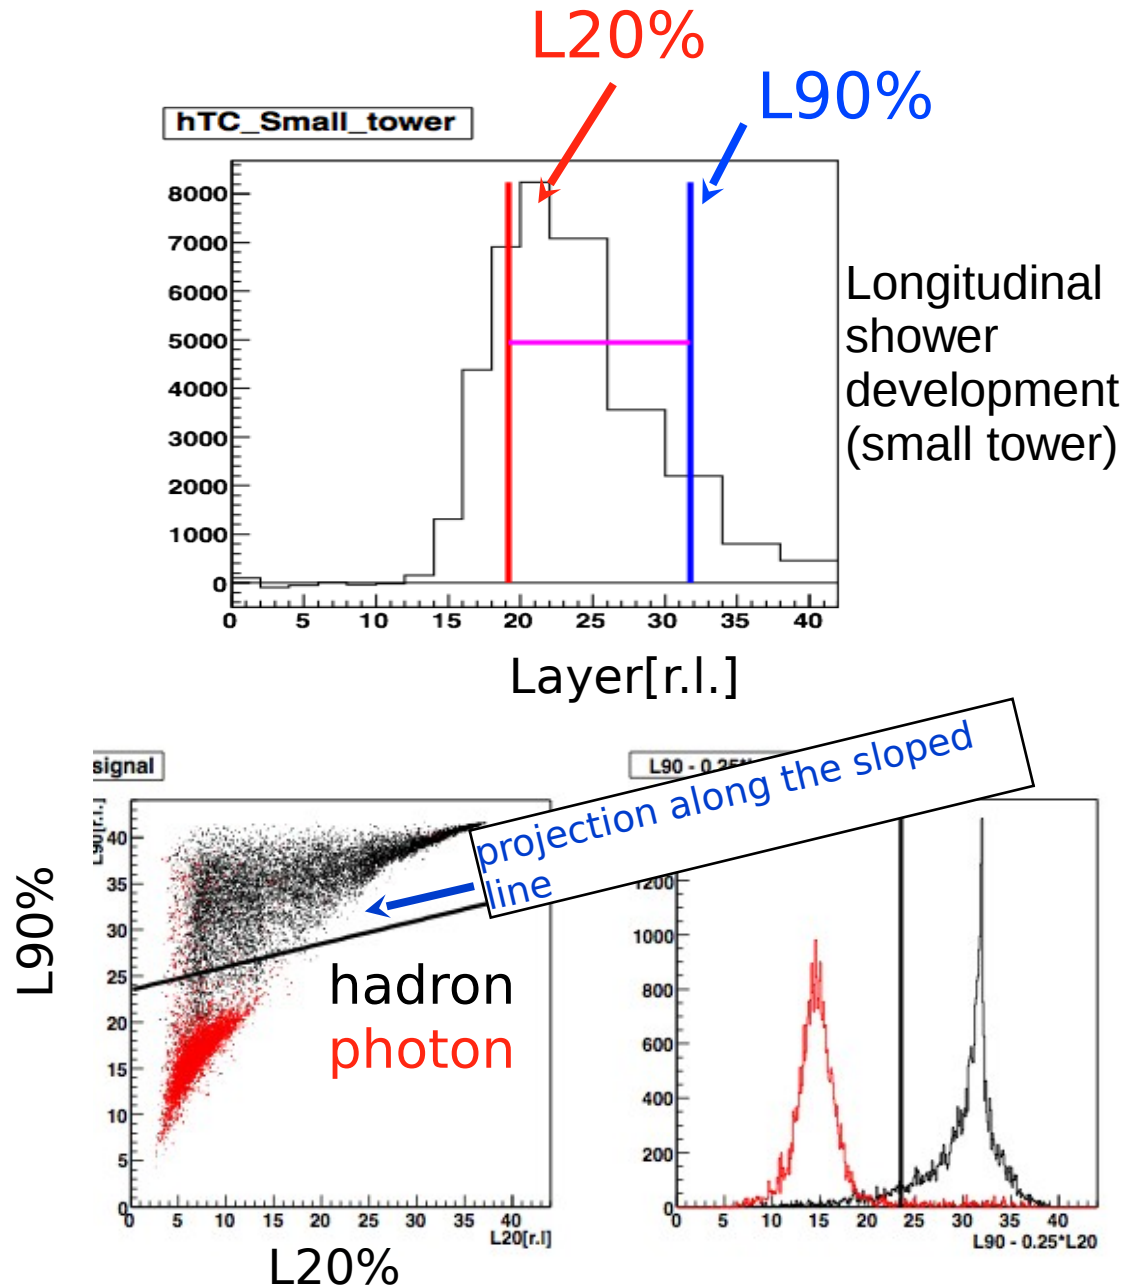 L20%
L90%
hTC_Small_tower
8000
7000
6000
5000
4000
3000
2000
1000
0
0 5 10 15 20 25 30 35 40
Layer[r.l.]
Longitudinal
shower
development
(small tower)
signal
L90[r.l.]
40
35
30
25
20
15
10
5
0
0 5 10 15 20 25 30 35 40
L20[r.l]
L90%
L20%
hadron
photon
projection along the sloped
line
L90 - 0.25*
1200
1000
800
600
400
200
0
0 5 10 15 20 25 30 35 40
L90 - 0.25*L20